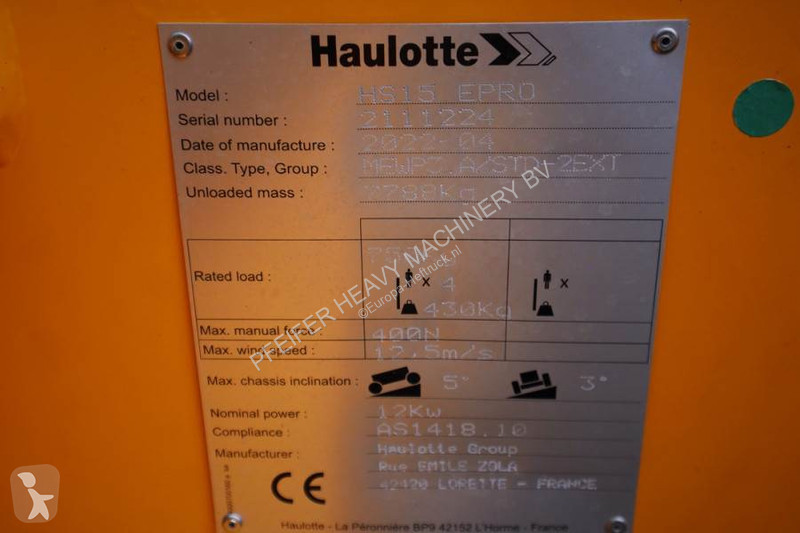 Haulotte
Model : HS15 EPRO
Serial number : 2111224
Date of manufacture : 2022-04
Class. Type, Group : MEWP3.A/STD-2EXT
Unloaded mass : 7788Kg
Rated load : x 4 x
430Kg
Max. manual force : 400N
Max. wind speed : 12,5m/s
Max. chassis inclination : 5° 3°
Nominal power : 12Kw
Compliance : AS1418.10
Manufacturer : Haulotte Group
Rue EMILE ZOLA
42420 LORETTE - FRANCE
CE
Haulotte - La Péronnière BP9 42152 L'Horme - France
PFEIFER HEAVY MACHINERY BV
©Europa-Heftruck.nl